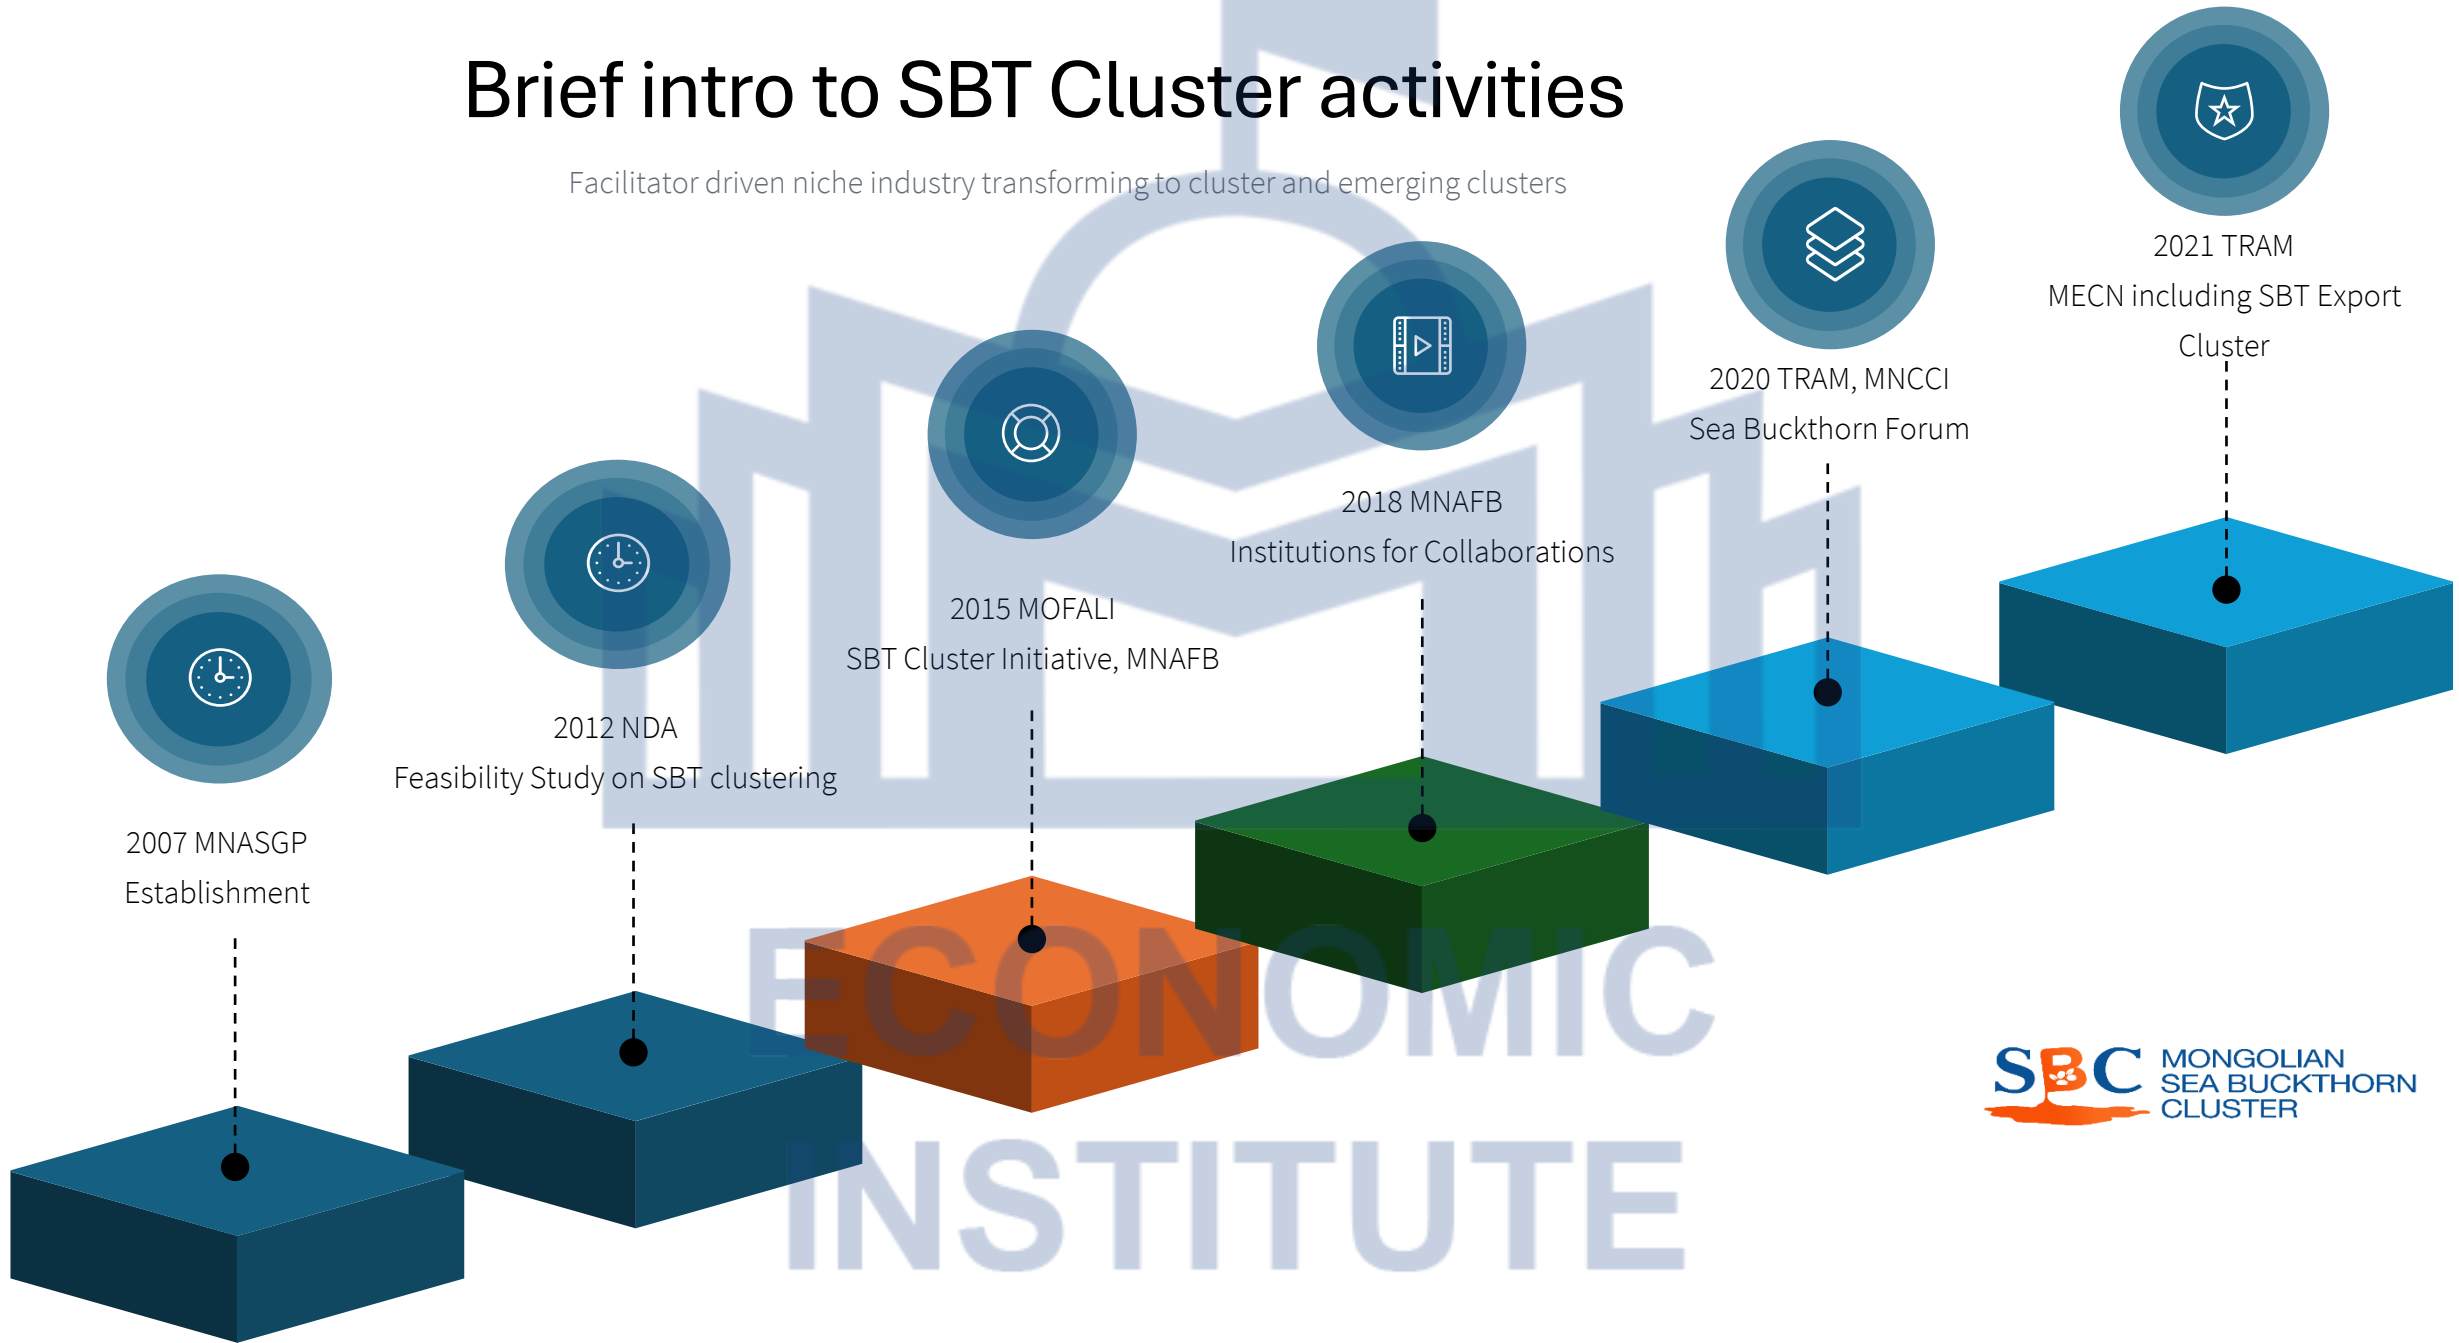 Brief intro to SBT Cluster activities
Facilitator driven niche industry transforming to cluster and emerging clusters
2007 MNASGP
Establishment
2012 NDA
Feasibility Study on SBT clustering
2015 MOFALI
SBT Cluster Initiative, MNAFB
2018 MNAFB
Institutions for Collaborations
2020 TRAM, MNCCI
Sea Buckthorn Forum
2021 TRAM
MECN including SBT Export
Cluster
ECONOMIC
INSTITUTE
SBC
MONGOLIAN
SEA BUCKTHORN
CLUSTER